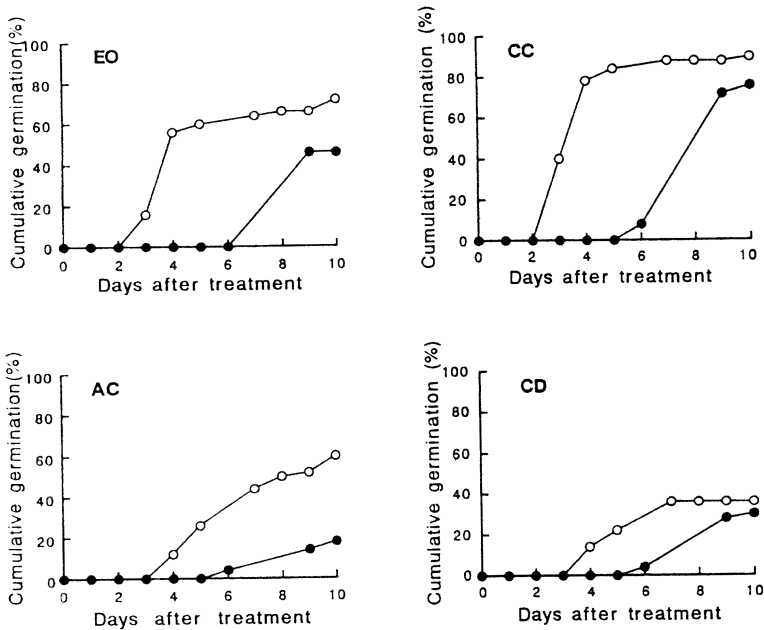 Cumulative germination(%)
100
80
60
40
20
0
EO
0 2 4 6 8 10
Days after treatment
Cumulative germination (%)
100
80
60
40
20
0
CC
0 2 4 6 8 10
Days after treatment
Cumulative germination(%)
100
80
60
40
20
0
AC
0 2 4 6 8 10
Days after treatment
Cumulative germination (%)
100
80
60
40
20
0
CD
0 2 4 6 8 10
Days after treatment